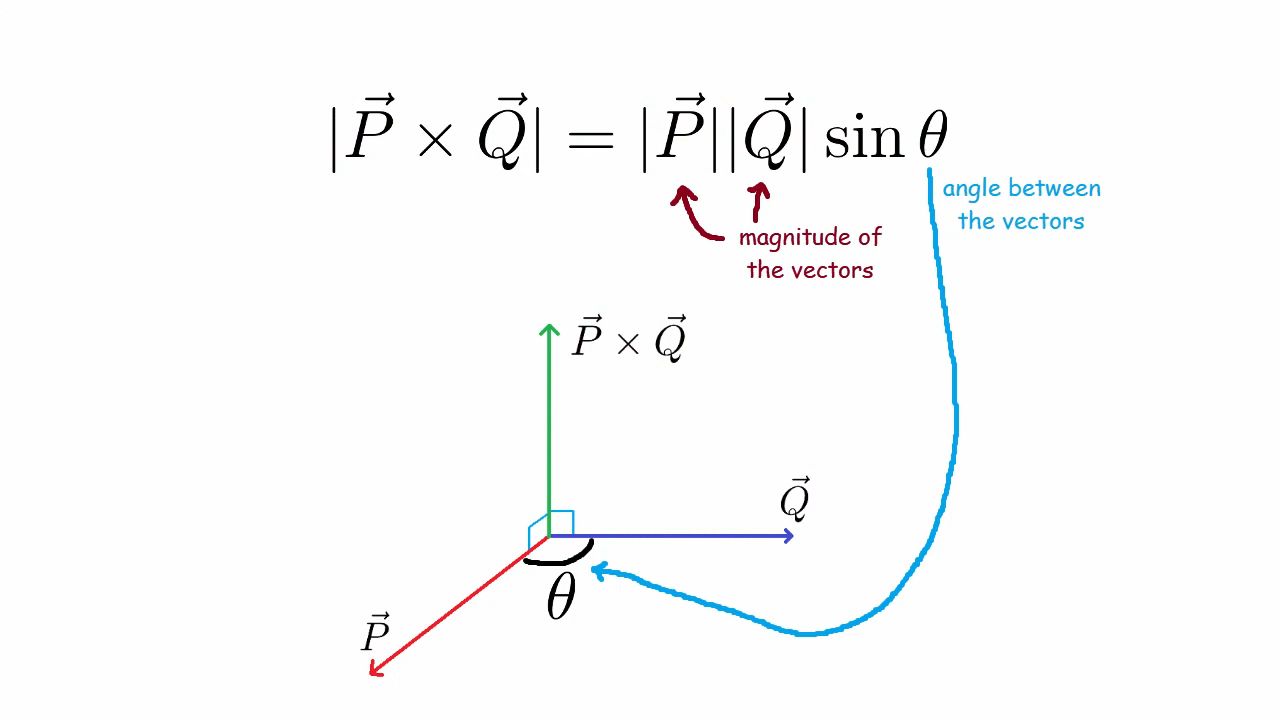 |P⃗ × Q⃗| = |P⃗||Q⃗| sin θ
angle between
the vectors
magnitude of
the vectors
P⃗ × Q⃗
Q⃗
θ
P⃗